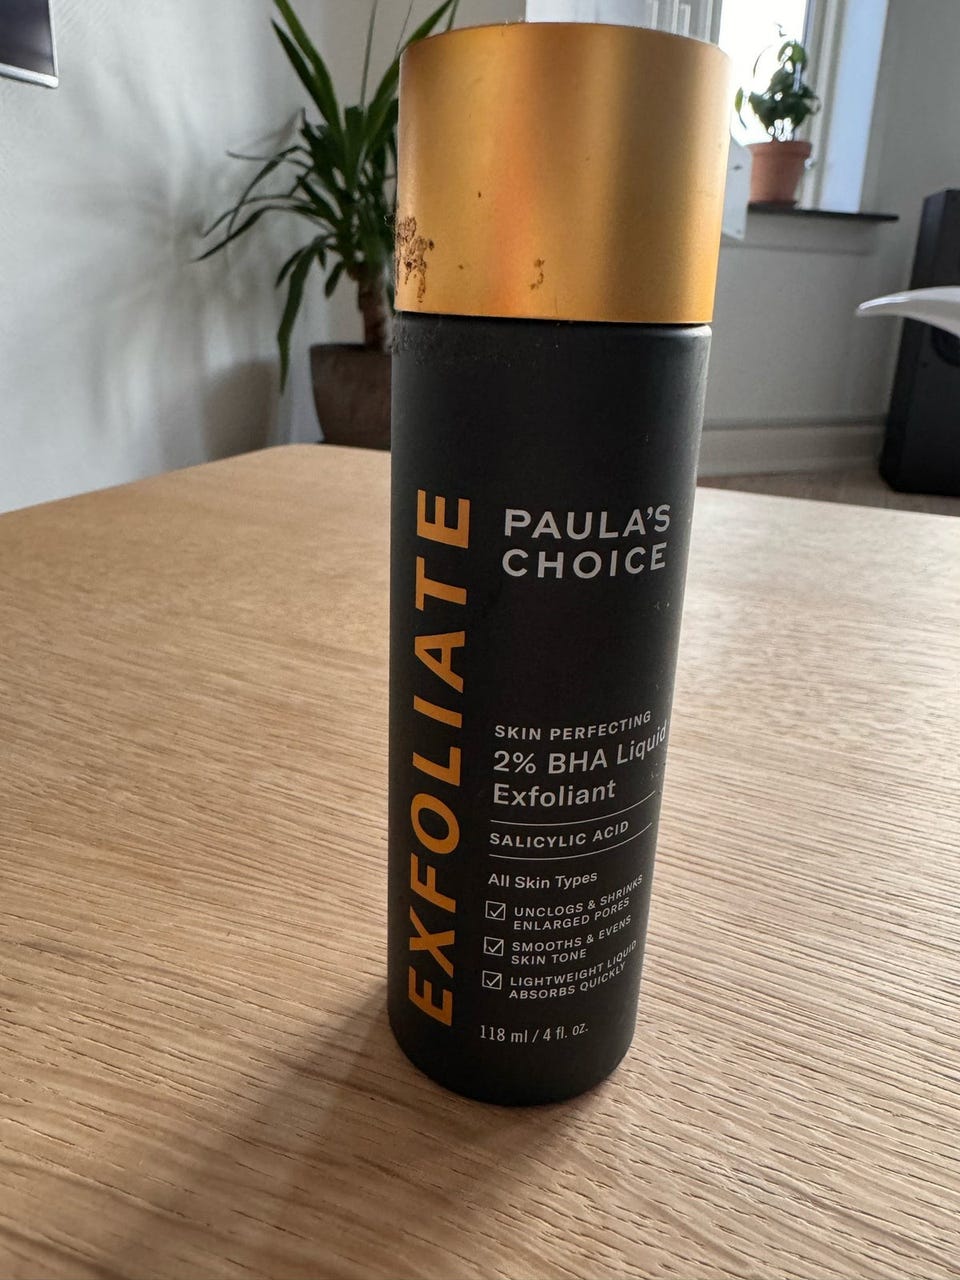 EXFOLIATE
PAULA'S
CHOICE
SKIN PERFECTING
2% BHA Liquid
Exfoliant
SALICYLIC ACID
All Skin Types
UNCLOGS & SHRINKS
ENLARGED PORES
SMOOTHS & EVENS
SKIN TONE
LIGHTWEIGHT LIQUID
ABSORBS QUICKLY
118 ml / 4 fl. oz.